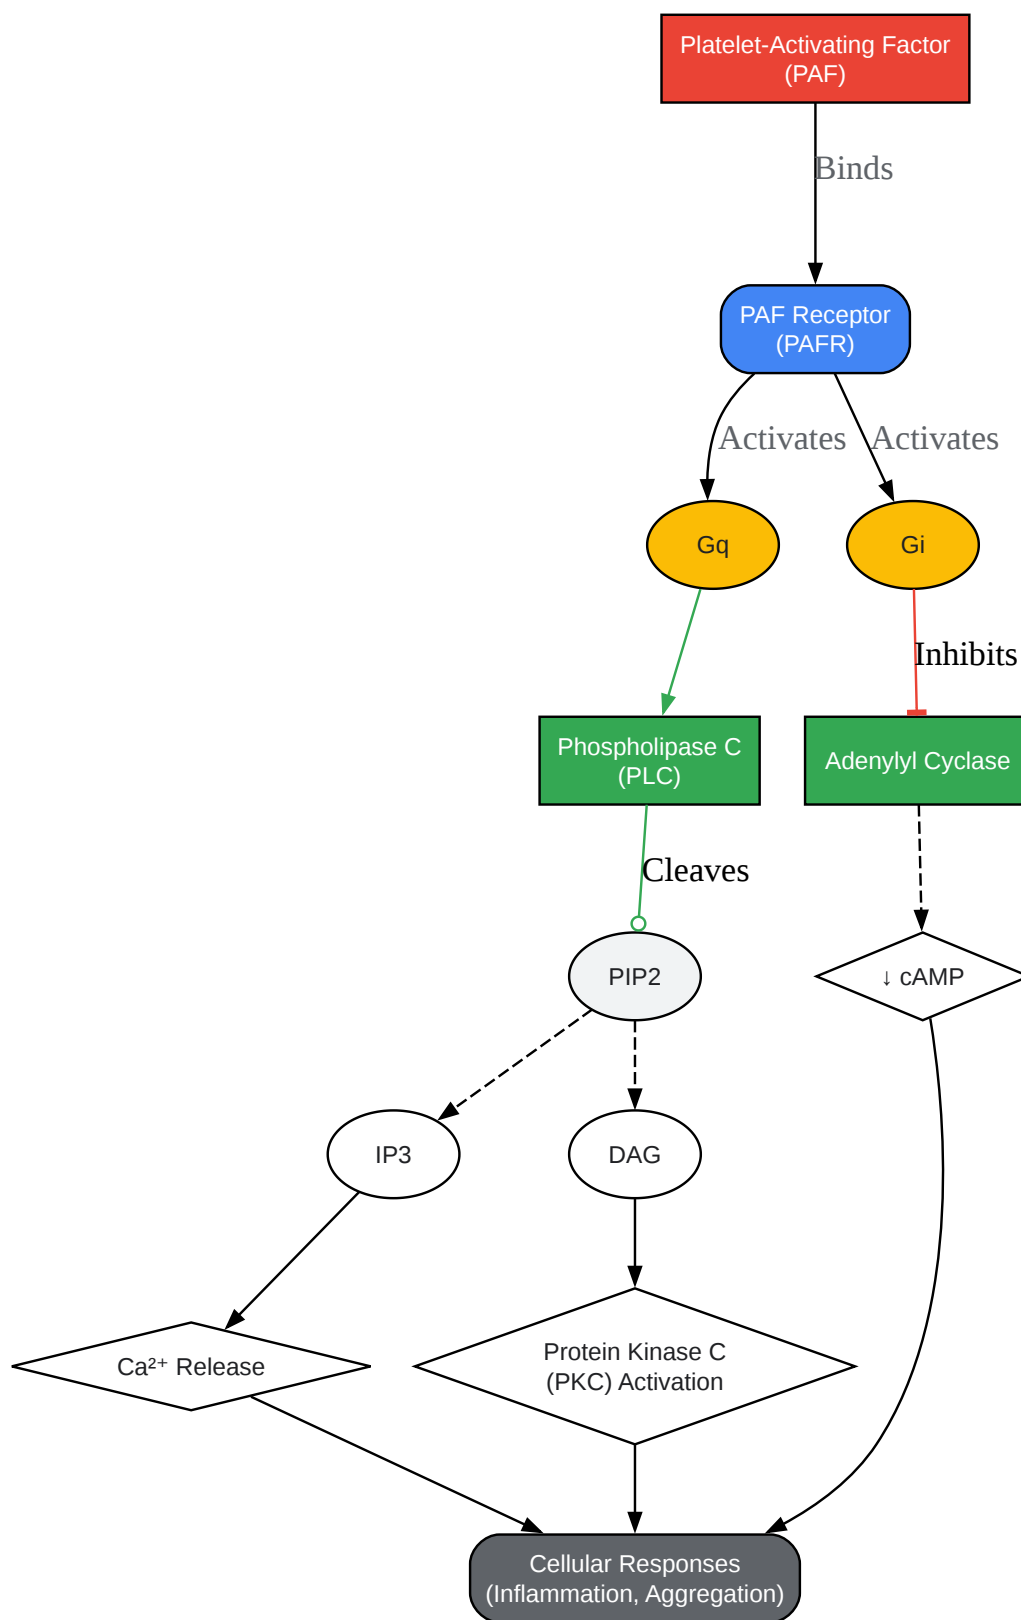 Platelet-Activating Factor
(PAF)
Binds
PAF Receptor
(PAFR)
Activates
Activates
Gq
Gi
Inhibits
Phospholipase C
(PLC)
Adenylyl Cyclase
Cleaves
PIP2
↓ cAMP
IP3
DAG
Ca²⁺ Release
Protein Kinase C
(PKC) Activation
Cellular Responses
(Inflammation, Aggregation)